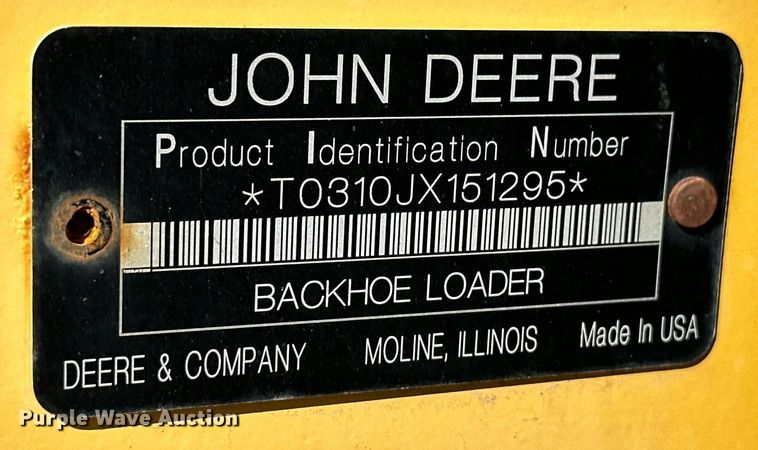 JOHN DEERE
Product Identification Number
*T0310JX151295*
BACKHOE LOADER
DEERE & COMPANY MOLINE, ILLINOIS Made In USA
Purple Wave Auction